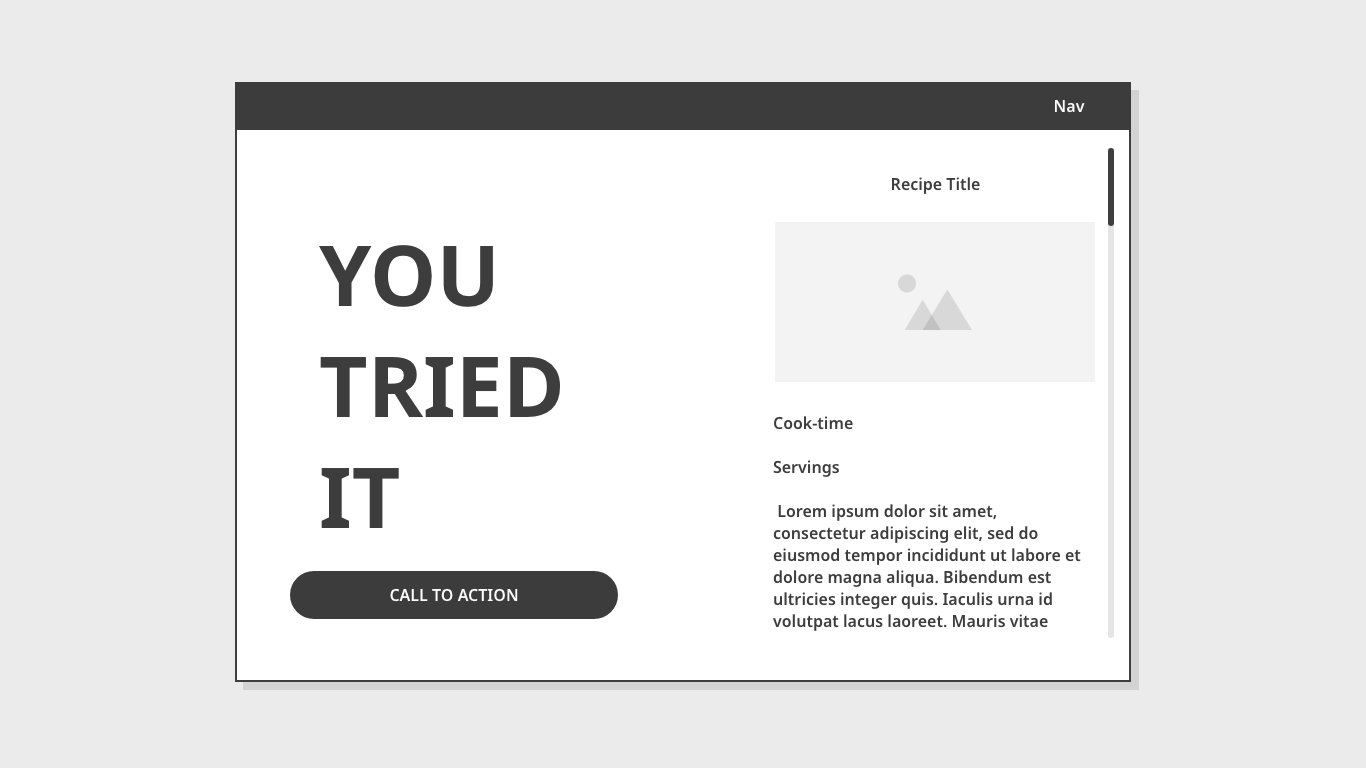 Nav
YOU
TRIED
IT
CALL TO ACTION
Recipe Title
Cook-time
Servings
Lorem ipsum dolor sit amet,
consectetur adipiscing elit, sed do
eiusmod tempor incididunt ut labore et
dolore magna aliqua. Bibendum est
ultricies integer quis. Iaculis urna id
volutpat lacus laoreet. Mauris vitae